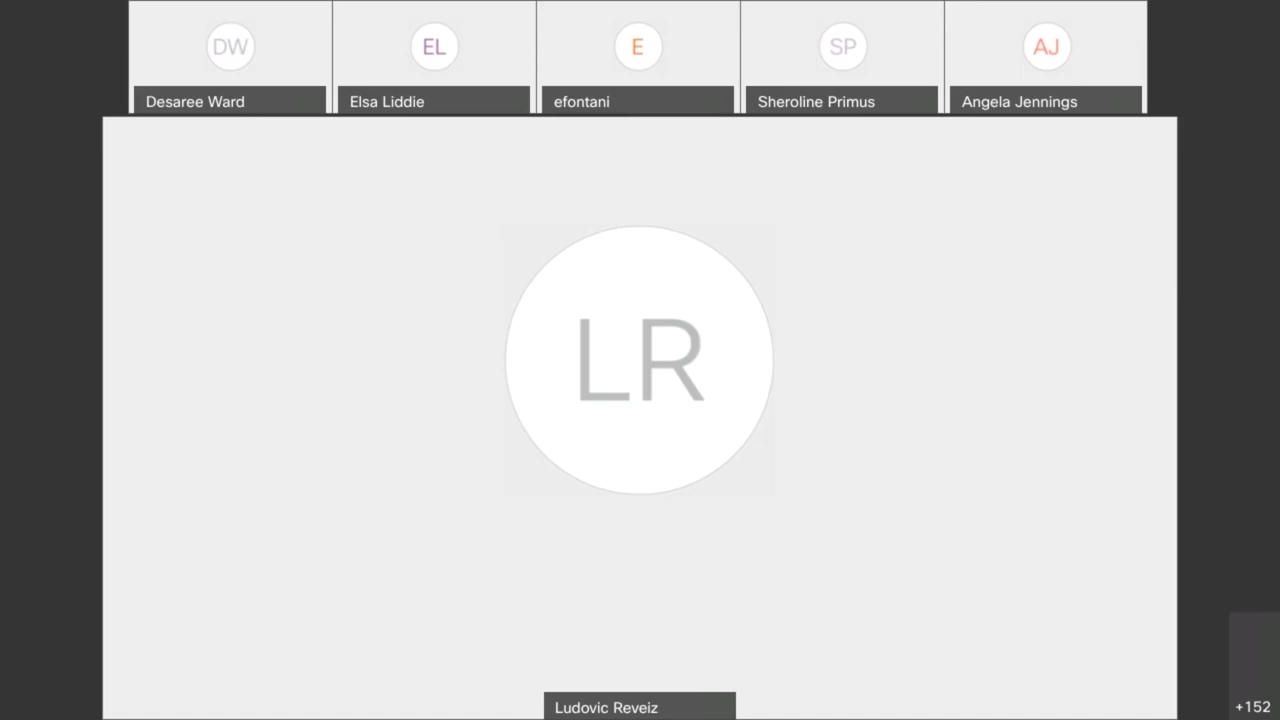 DW
EL
E
SP
AJ
Desaree Ward
Elsa Liddie
efontani
Sheroline Primus
Angela Jennings
LR
Ludovic Reveiz
+152